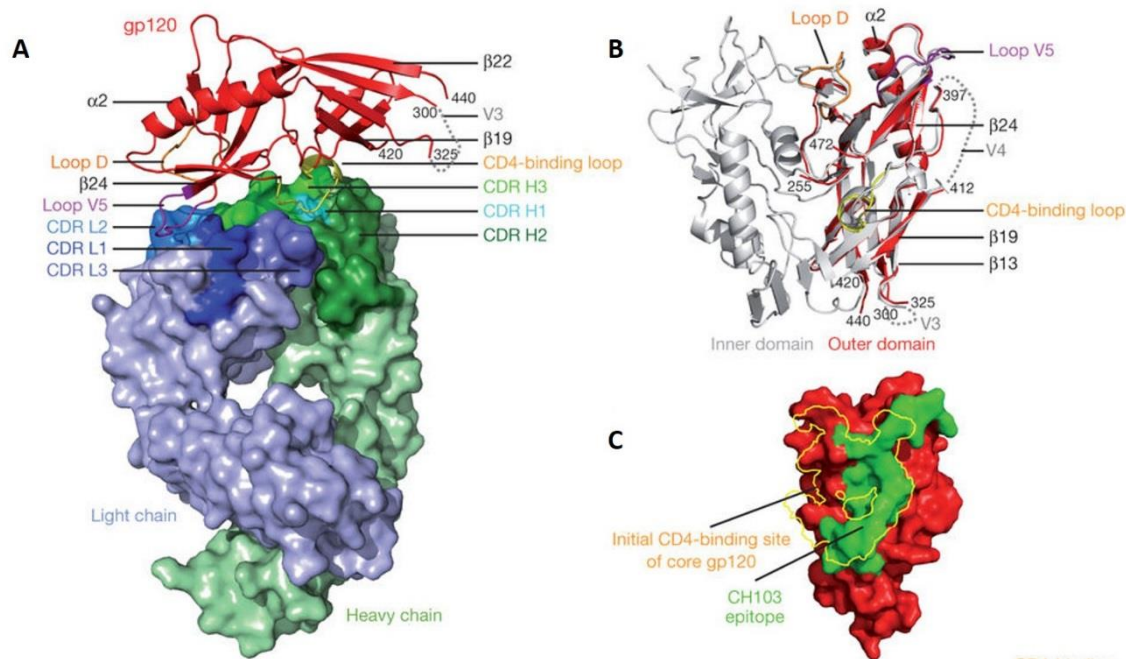 A
gp120
α2
Loop D
β24
Loop V5
CDR L2
CDR L1
CDR L3
β22
440
300
V3
β19
420
325
CD4-binding loop
CDR H3
CDR H1
CDR H2
Light chain
Heavy chain
B
Loop D
α2
Loop V5
397
β24
472
V4
255
412
CD4-binding loop
β19
β13
420
325
440
300
V3
Inner domain
Outer domain
C
Initial CD4-binding site
of core gp120
CH103
epitope